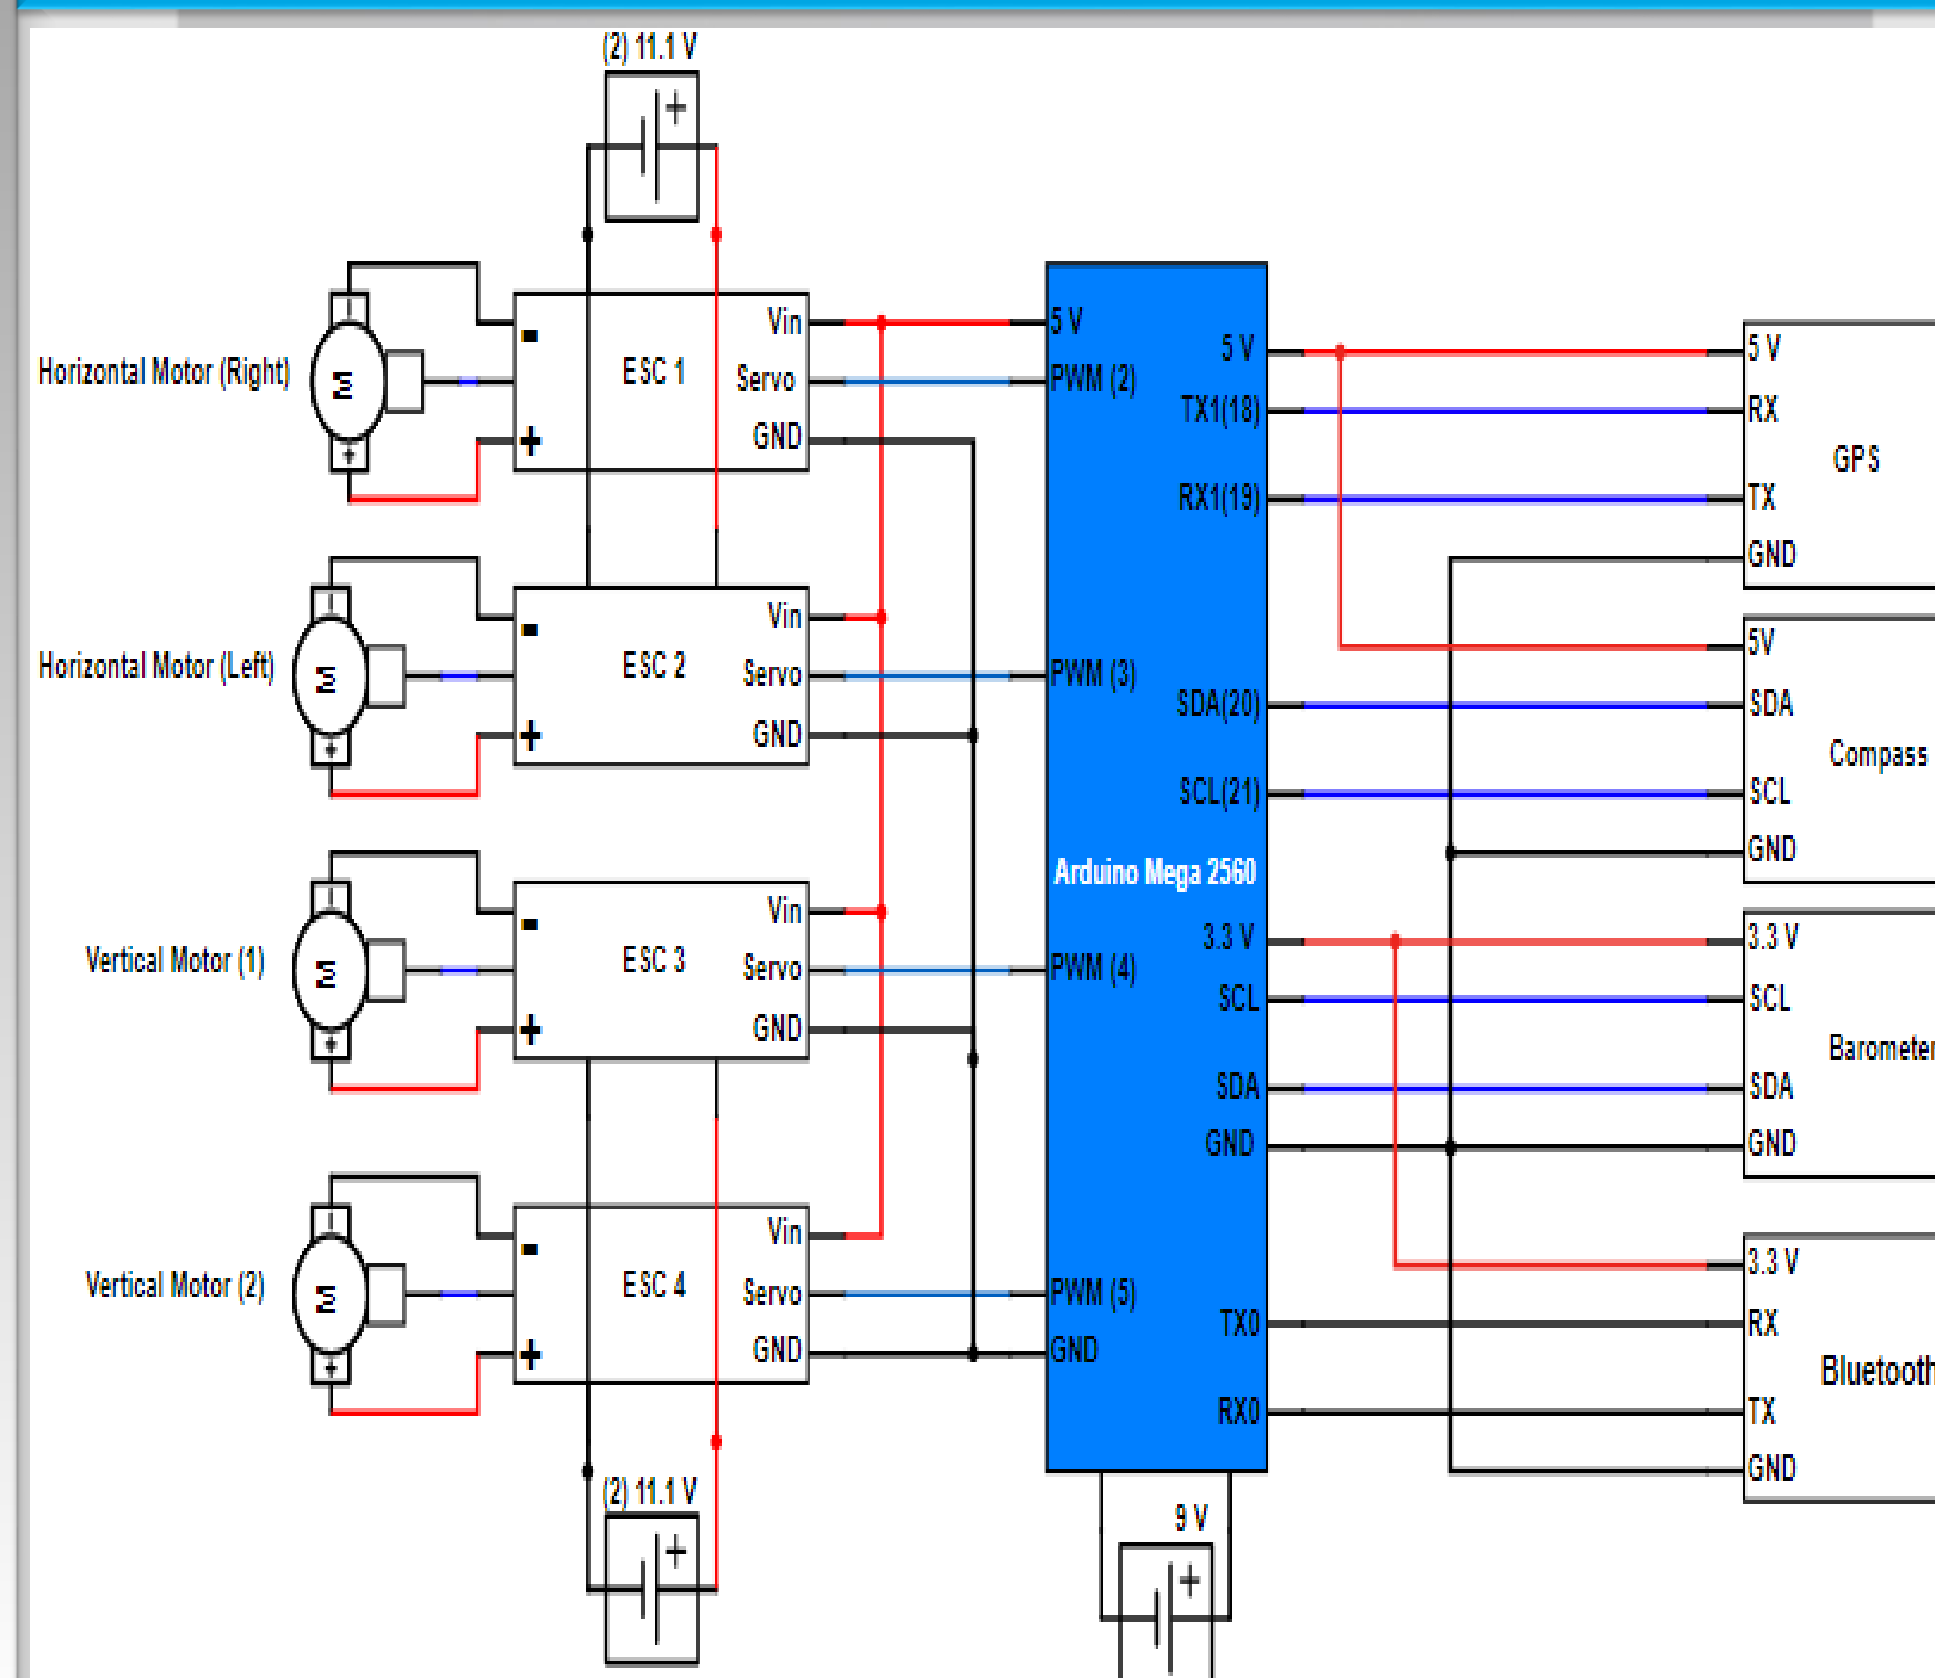 (2) 11.1 V
+
Horizontal Motor (Right)
M
+
-
ESC 1
+
Vin
Servo
GND
Horizontal Motor (Left)
M
+
-
ESC 2
+
Vin
Servo
GND
Vertical Motor (1)
M
+
-
ESC 3
+
Vin
Servo
GND
Vertical Motor (2)
M
+
-
ESC 4
+
Vin
Servo
GND
(2) 11.1 V
+
5 V
PWM (2)
PWM (3)
PWM (4)
PWM (5)
GND
Arduino Mega 2560
5 V
TX1(18)
RX1(19)
SDA(20)
SCL(21)
3.3 V
SCL
SDA
GND
TX0
RX0
9 V
+
5 V
RX
GPS
TX
GND
5V
SDA
Compass
SCL
GND
3.3 V
SCL
Barometer
SDA
GND
3.3 V
RX
Bluetooth
TX
GND